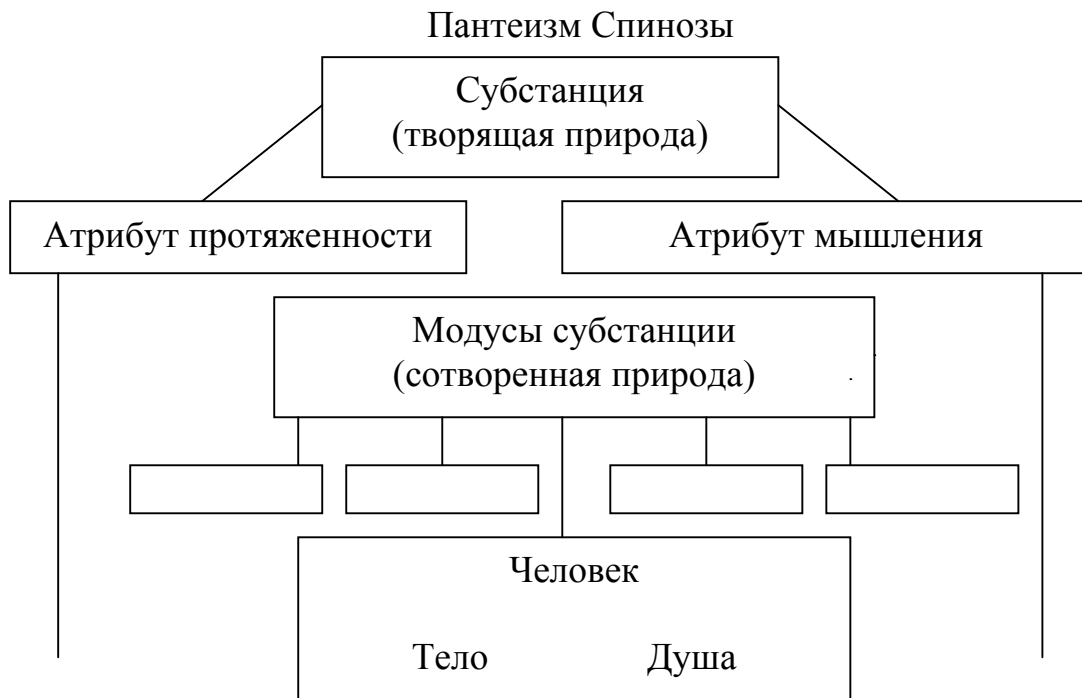 Пантеизм Спинозы
Субстанция
(творящая природа)
Атрибут протяженности
Атрибут мышления
Модусы субстанции
(сотворенная природа)
Человек
Тело
Душа